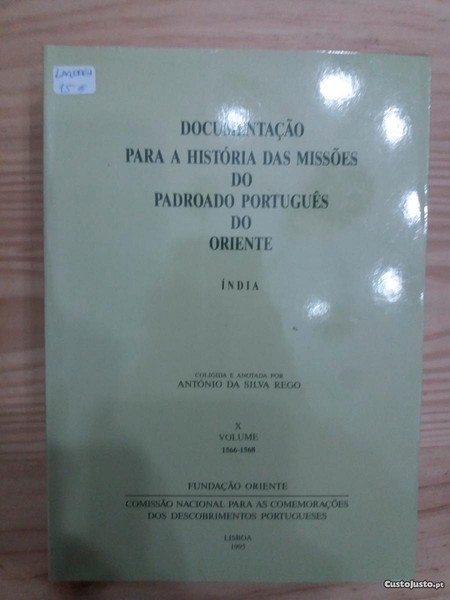 15 €
DOCUMENTAÇÃO
PARA A HISTÓRIA DAS MISSÕES
DO
PADROADO PORTUGUÊS
DO
ORIENTE
ÍNDIA
COLIGIDA E ANOTADA POR
ANTÓNIO DA SILVA REGO
X
VOLUME
1566-1568
FUNDAÇÃO ORIENTE
COMISSÃO NACIONAL PARA AS COMEMORAÇÕES
DOS DESCOBRIMENTOS PORTUGUESES
LISBOA
CustoJusto.pt